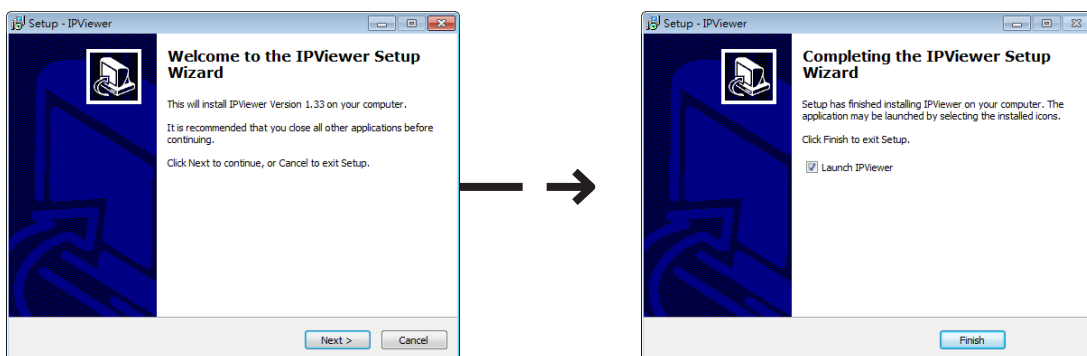 Setup - IPViewer
Welcome to the IPViewer Setup
Wizard
This will install IPViewer Version 1.33 on your computer.
It is recommended that you close all other applications before
continuing.
Click Next to continue, or Cancel to exit Setup.
Next >
Cancel
Setup - IPViewer
Completing the IPViewer Setup
Wizard
Setup has finished installing IPViewer on your computer. The
application may be launched by selecting the installed icons.
Click Finish to exit Setup.
Launch IPViewer
Finish